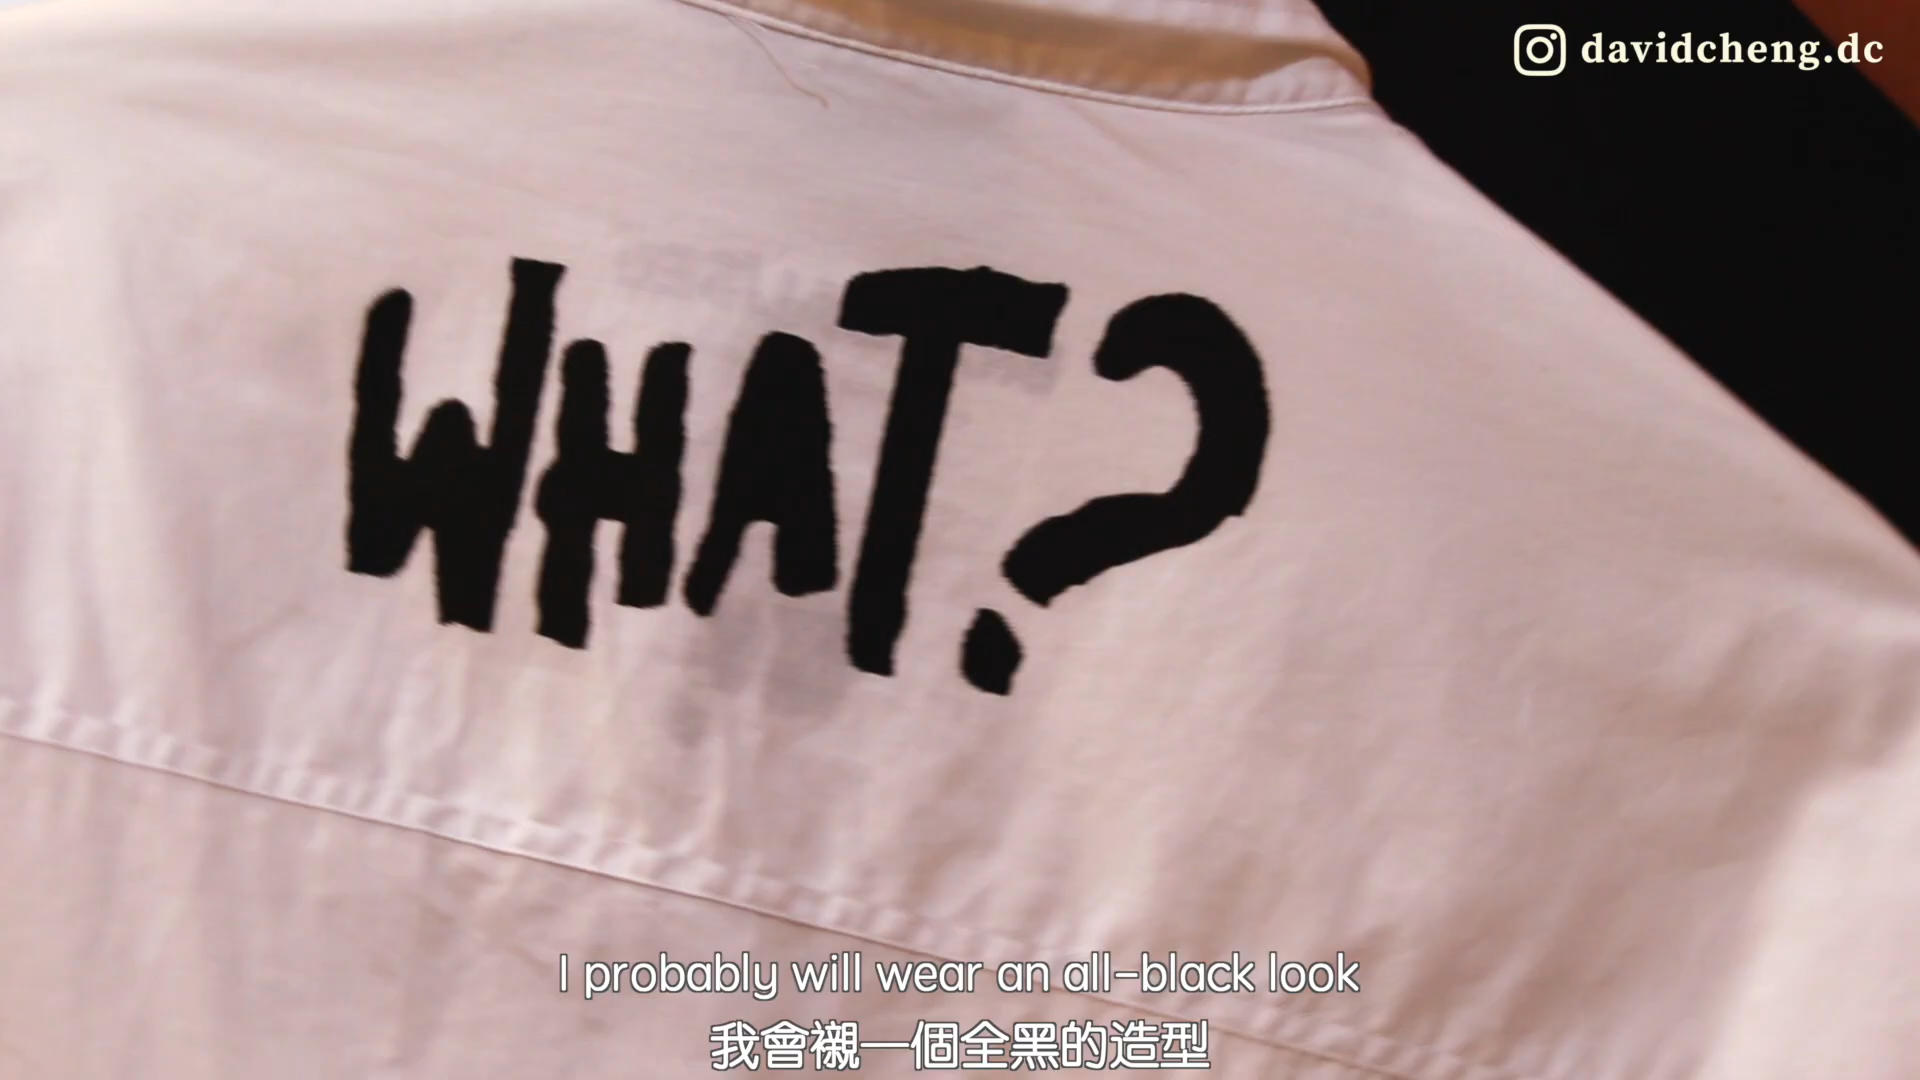 davidcheng.dc
WHAT?
I probably will wear an all-black look
我會襯一個全黑的造型